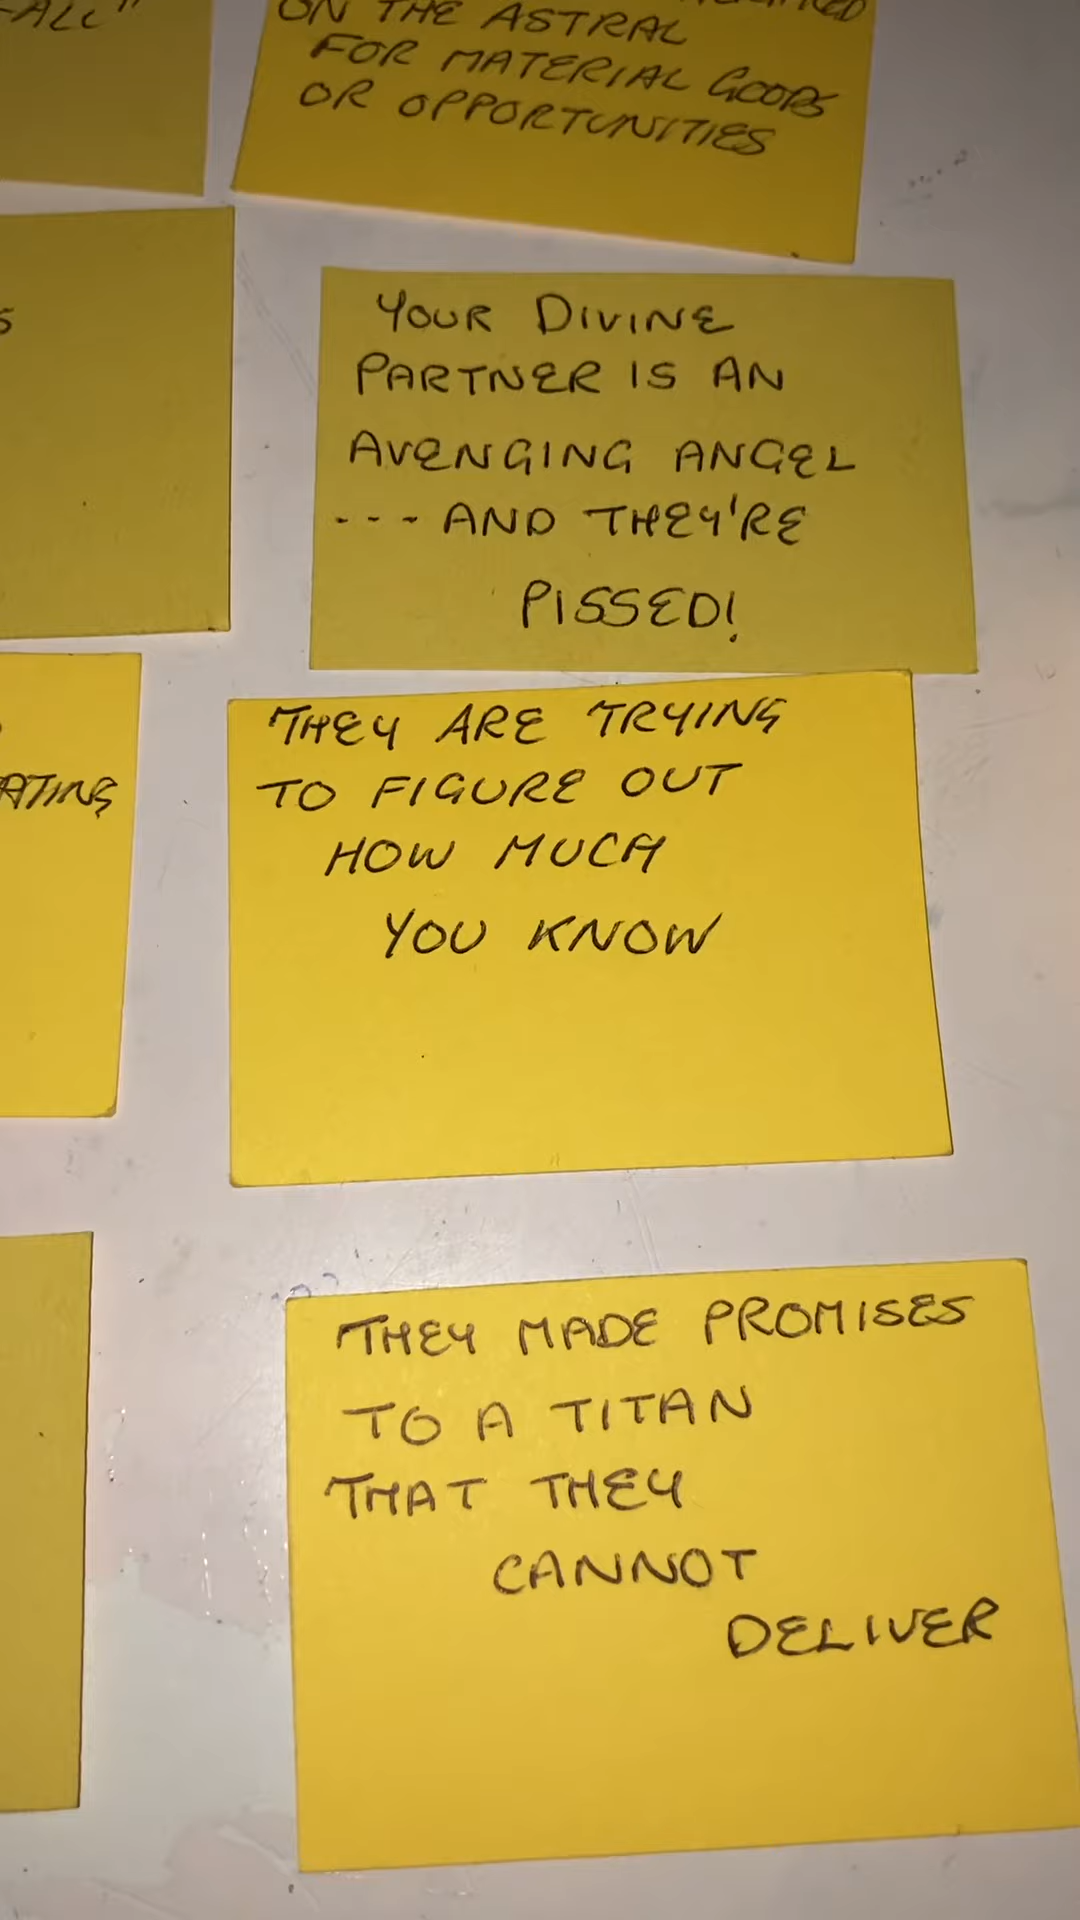 ON THE ASTRAL
FOR MATERIAL GOODS
OR OPPORTUNITIES
YOUR DIVINE
PARTNER IS AN
AVENGING ANGEL
--- AND THEY'RE
PISSED!
THEY ARE TRYING
TO FIGURE OUT
HOW MUCH
YOU KNOW
THEY MADE PROMISES
TO A TITAN
THAT THEY
CANNOT
DELIVER